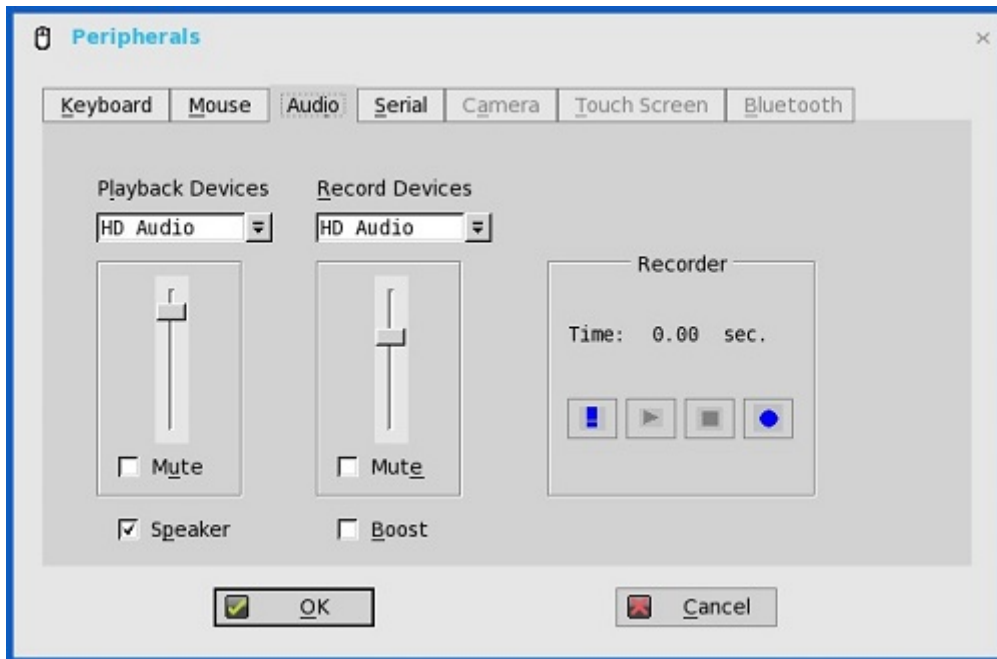 Peripherals
Keyboard Mouse Audio Serial Camera Touch Screen Bluetooth
Playback Devices Record Devices
HD Audio HD Audio
Recorder
Time: 0.00 sec.
Mute Mute
Speaker Boost
OK Cancel